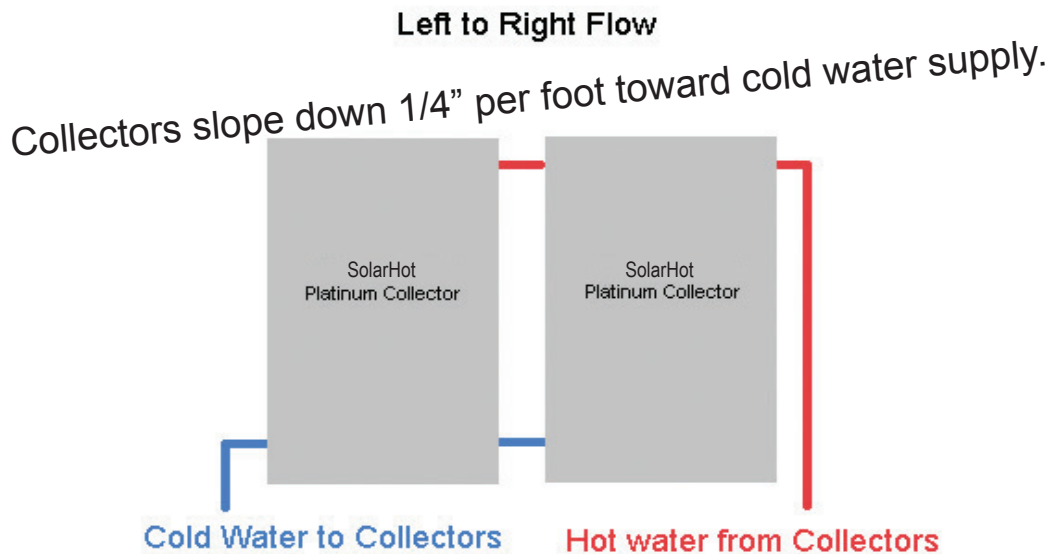 Left to Right Flow
Collectors slope down 1/4” per foot toward cold water supply.
SolarHot
Platinum Collector
SolarHot
Platinum Collector
Cold Water to Collectors
Hot water from Collectors